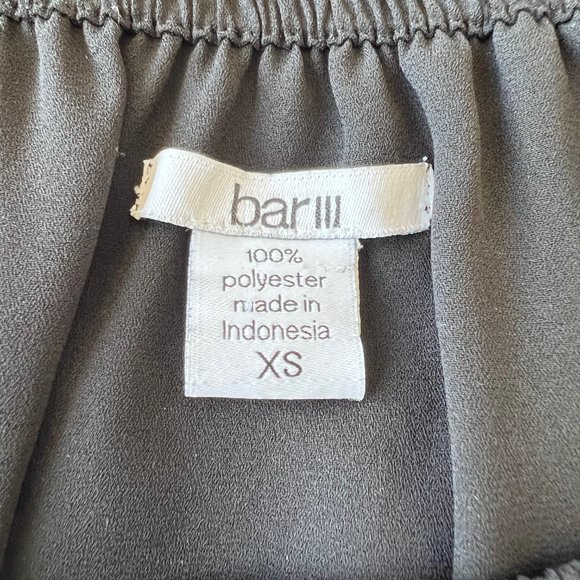 bar III
100%
polyester
made in
Indonesia
XS